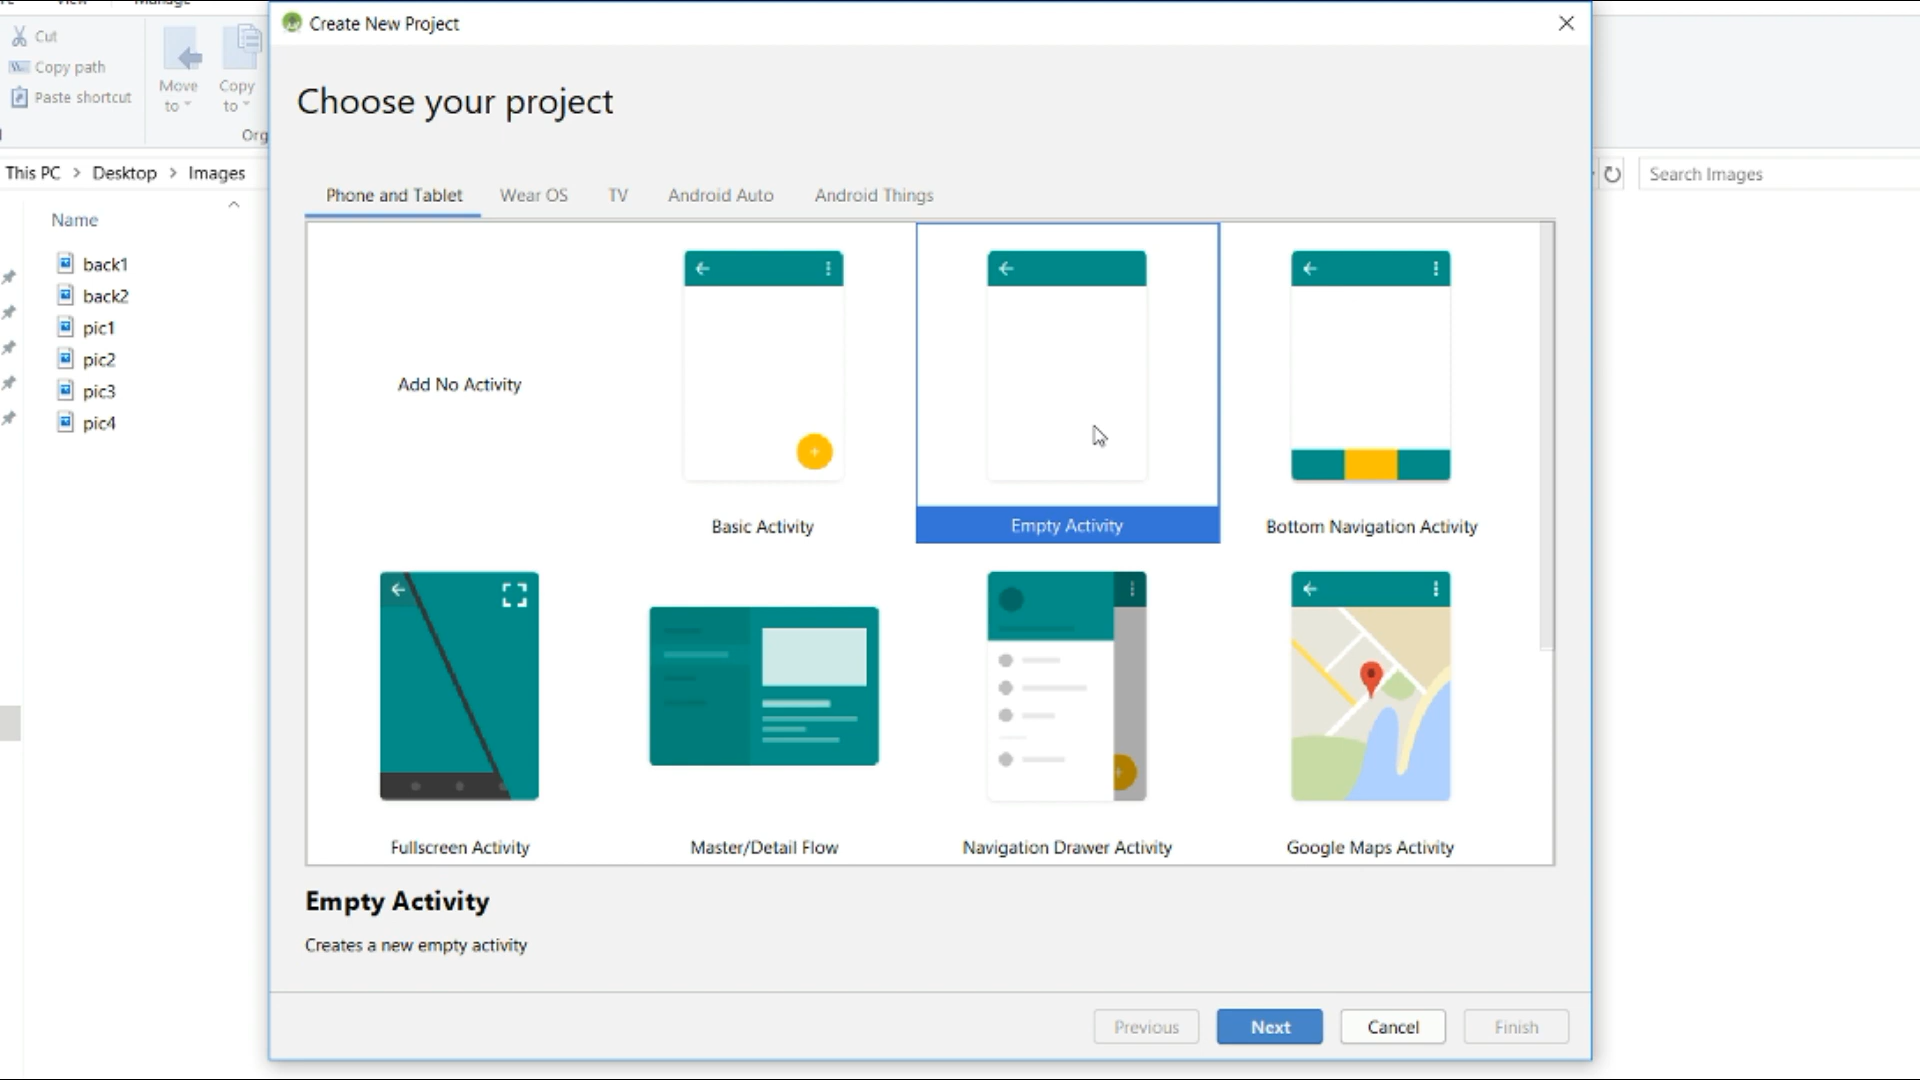 View
Manage
Create New Project
Cut
Copy path
Paste shortcut
Move to
Copy to
Org
Choose your project
This PC > Desktop > Images
Search Images
Phone and Tablet
Wear OS
TV
Android Auto
Android Things
Name
back1
back2
pic1
pic2
pic3
pic4
Add No Activity
Basic Activity
Empty Activity
Bottom Navigation Activity
Fullscreen Activity
Master/Detail Flow
Navigation Drawer Activity
Google Maps Activity
Empty Activity
Creates a new empty activity
Previous
Next
Cancel
Finish